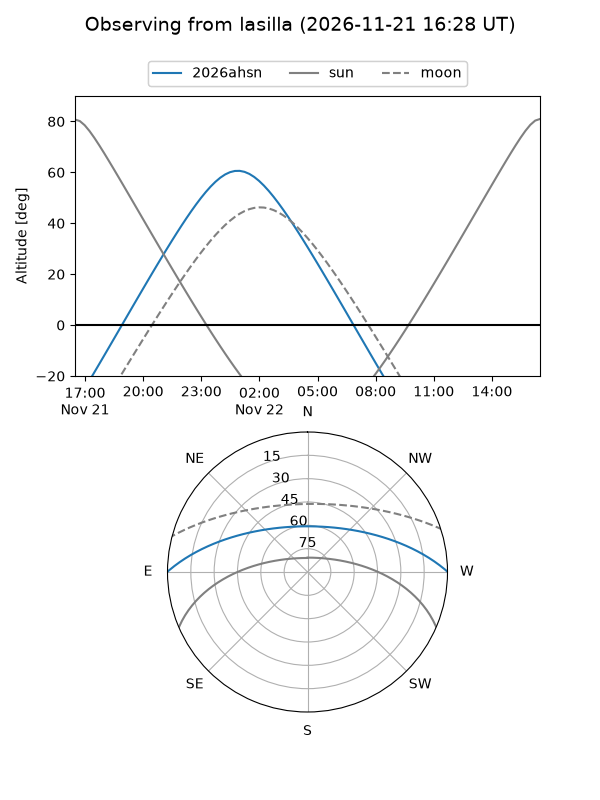 Observing from lasilla (2026-11-21 16:28 UT)
2026ahsn sun moon
Altitude [deg]
80
60
40
20
0
−20
17:00 20:00 23:00 02:00 05:00 08:00 11:00 14:00
Nov 21 Nov 22
N
NE NW
15
30
45
60
75
E W
SE SW
S